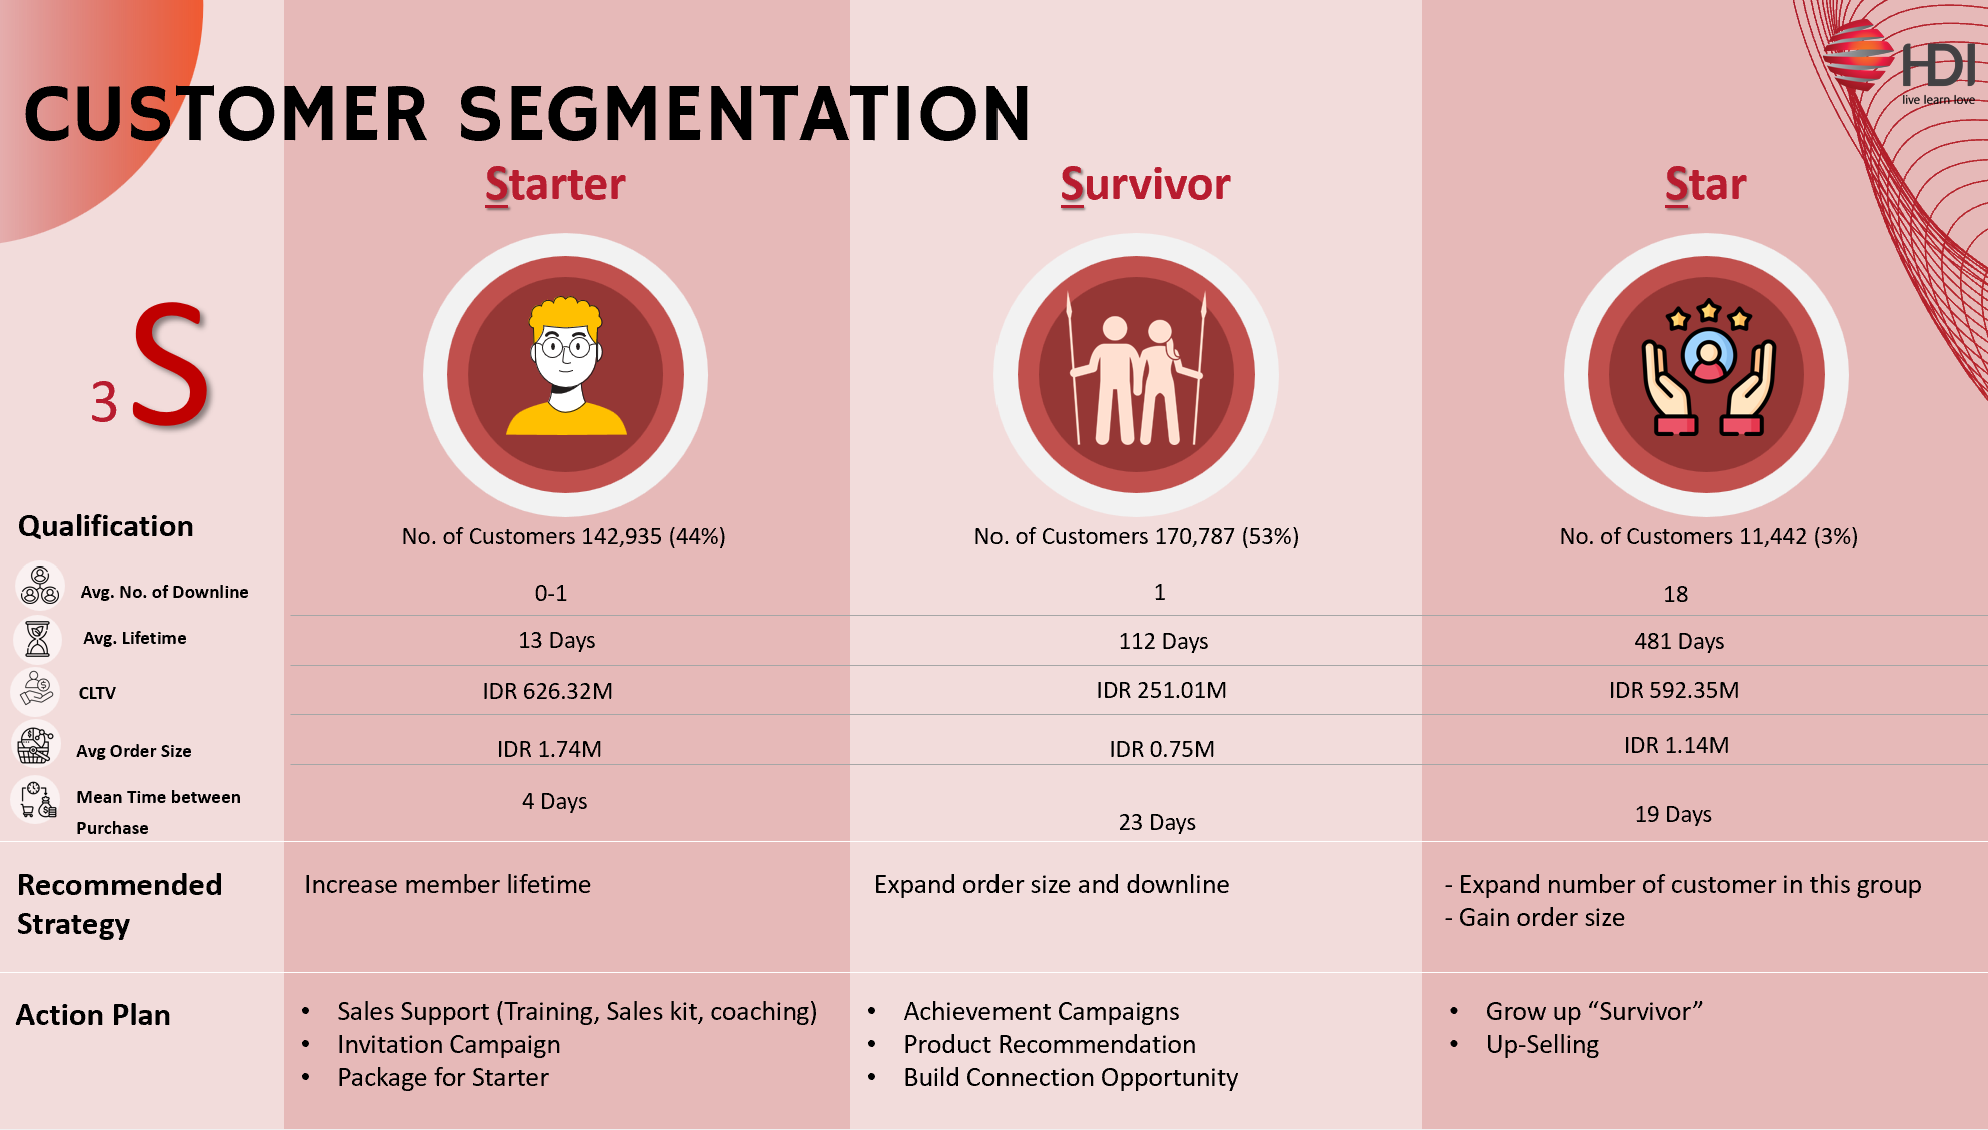 CUSTOMER SEGMENTATION
HDI
live learn love
Starter
Survivor
Star
3 S
Qualification
No. of Customers 142,935 (44%)
No. of Customers 170,787 (53%)
No. of Customers 11,442 (3%)
Avg. No. of Downline
0-1
1
18
Avg. Lifetime
13 Days
112 Days
481 Days
CLTV
IDR 626.32M
IDR 251.01M
IDR 592.35M
Avg Order Size
IDR 1.74M
IDR 0.75M
IDR 1.14M
Mean Time between
Purchase
4 Days
23 Days
19 Days
Recommended
Strategy
Increase member lifetime
Expand order size and downline
- Expand number of customer in this group
- Gain order size
Action Plan
• Sales Support (Training, Sales kit, coaching)
• Invitation Campaign
• Package for Starter
• Achievement Campaigns
• Product Recommendation
• Build Connection Opportunity
• Grow up “Survivor”
• Up-Selling